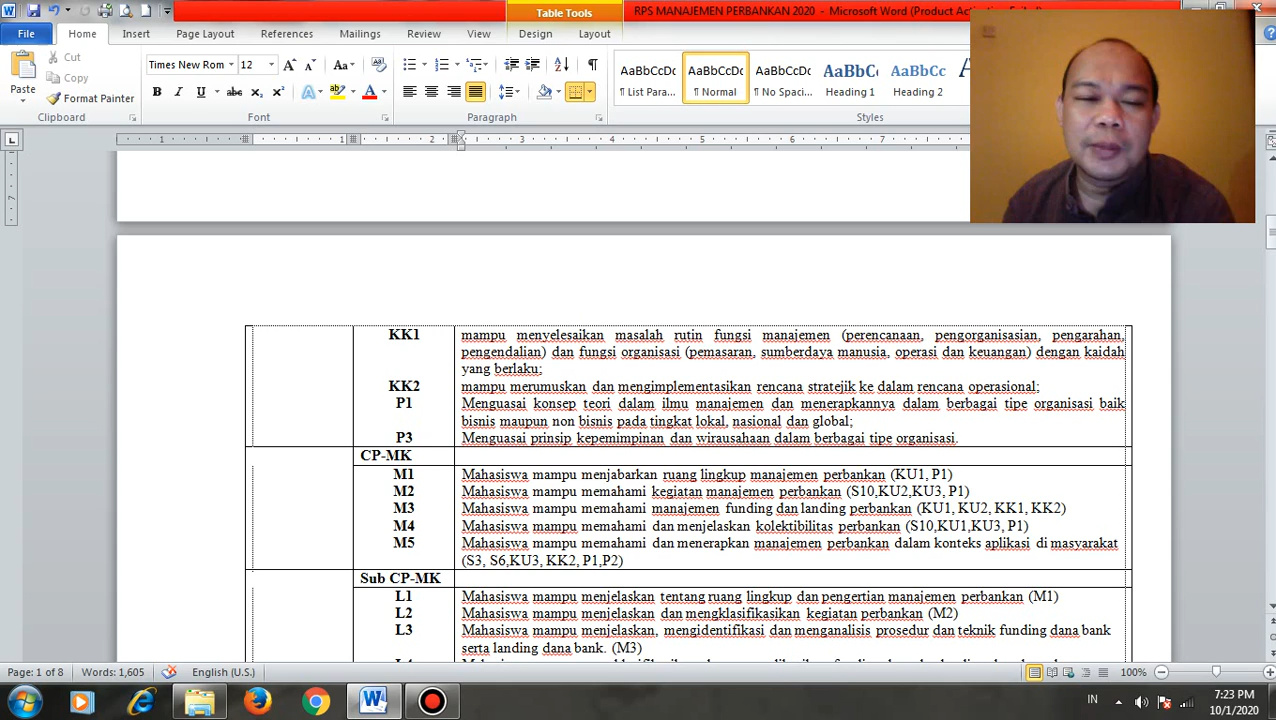 RPS MANAJEMEN PERBANKAN 2020 - Microsoft Word (Product Activation Failed)
Table Tools
File Home Insert Page Layout References Mailings Review View Design Layout
Cut
Copy
Format Painter
Paste
Clipboard
Times New Rom 12
Font
Paragraph
AaBbCcDc AaBbCcDc AaBbCcDc AaBbC AaBbCc
¶ List Para... ¶ Normal ¶ No Spaci... Heading 1 Heading 2
Styles
1 1 2 3 4 5 6 7
7
KK1 mampu menyelesaikan masalah rutin fungsi manajemen (perencanaan, pengorganisasian, pengarahan,
pengendalian) dan fungsi organisasi (pemasaran, sumberdaya manusia, operasi dan keuangan) dengan kaidah
yang berlaku;
KK2 mampu merumuskan dan mengimplementasikan rencana stratejik ke dalam rencana operasional;
P1 Menguasai konsep teori dalam ilmu manajemen dan menerapkannya dalam berbagai tipe organisasi baik
bisnis maupun non bisnis pada tingkat lokal, nasional dan global;
P3 Menguasai prinsip kepemimpinan dan wirausahaan dalam berbagai tipe organisasi.
CP-MK
M1 Mahasiswa mampu menjabarkan ruang lingkup manajemen perbankan (KU1, P1)
M2 Mahasiswa mampu memahami kegiatan manajemen perbankan (S10,KU2,KU3, P1)
M3 Mahasiswa mampu memahami manajemen funding dan landing perbankan (KU1, KU2, KK1, KK2)
M4 Mahasiswa mampu memahami dan menjelaskan kolektibilitas perbankan (S10,KU1,KU3, P1)
M5 Mahasiswa mampu memahami dan menerapkan manajemen perbankan dalam konteks aplikasi di masyarakat
(S3, S6,KU3, KK2, P1,P2)
Sub CP-MK
L1 Mahasiswa mampu menjelaskan tentang ruang lingkup dan pengertian manajemen perbankan (M1)
L2 Mahasiswa mampu menjelaskan dan mengklasifikasikan kegiatan perbankan (M2)
L3 Mahasiswa mampu menjelaskan, mengidentifikasi dan menganalisis prosedur dan teknik funding dana bank
serta landing dana bank. (M3)
Page: 1 of 8 Words: 1,605 English (U.S.) 100%
IN 7:23 PM
10/1/2020